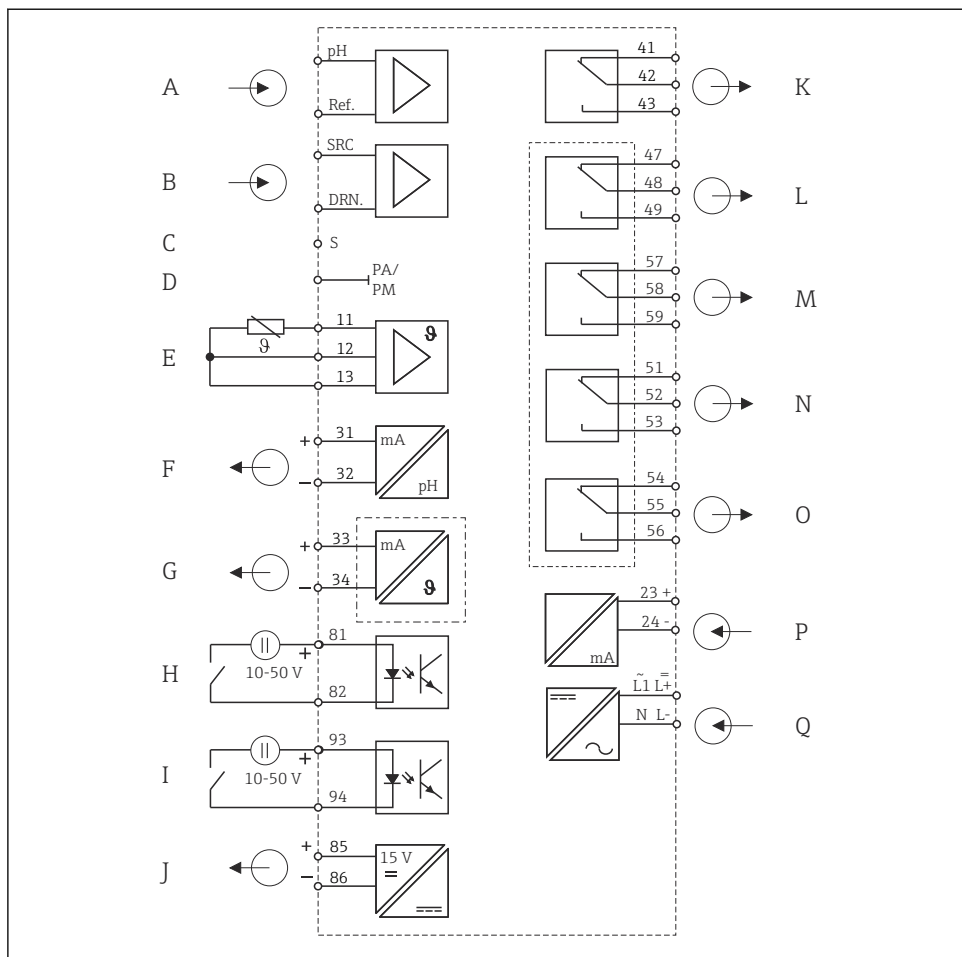 A
pH
Ref.
B
SRC
DRN.
C
S
D
PA/
PM
E
ϑ
11
12
13
ϑ
F
+ 31
− 32
mA
pH
G
+ 33
− 34
mA
ϑ
H
10-50 V
81
+
82
I
10-50 V
93
+
94
J
+ 85
− 86
15 V
=
41
42
43
K
47
48
49
L
57
58
59
M
51
52
53
N
54
55
56
O
23 +
24 -
mA
P
~ =
L1 L+
N L-
Q